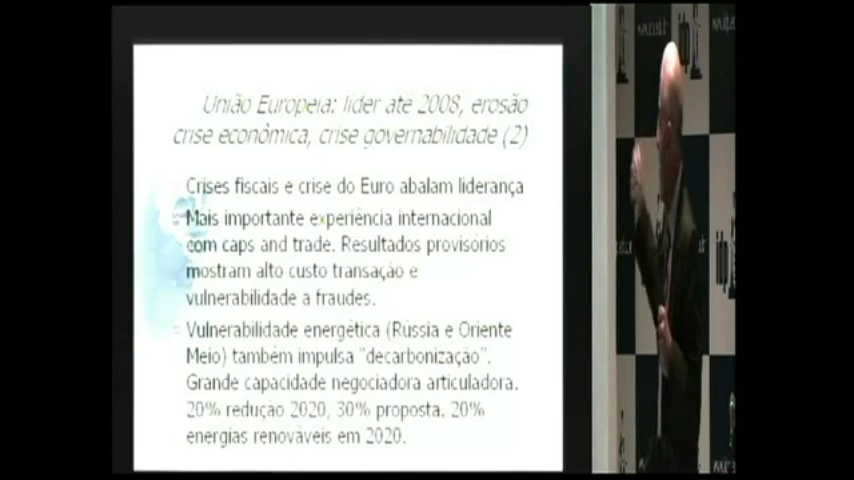 União Europeia: líder até 2008, erosão
crise econômica, crise governabilidade (2)
Crises fiscais e crise do Euro abalam liderança
Mais importante experiência internacional
com caps and trade. Resultados provisórios
mostram alto custo transação e
vulnerabilidade a fraudes.
Vulnerabilidade energética (Rússia e Oriente
Meio) também impulsa "decarbonização".
Grande capacidade negociadora articuladora.
20% redução 2020, 30% proposta. 20%
energias renováveis em 2020.
idp
idp